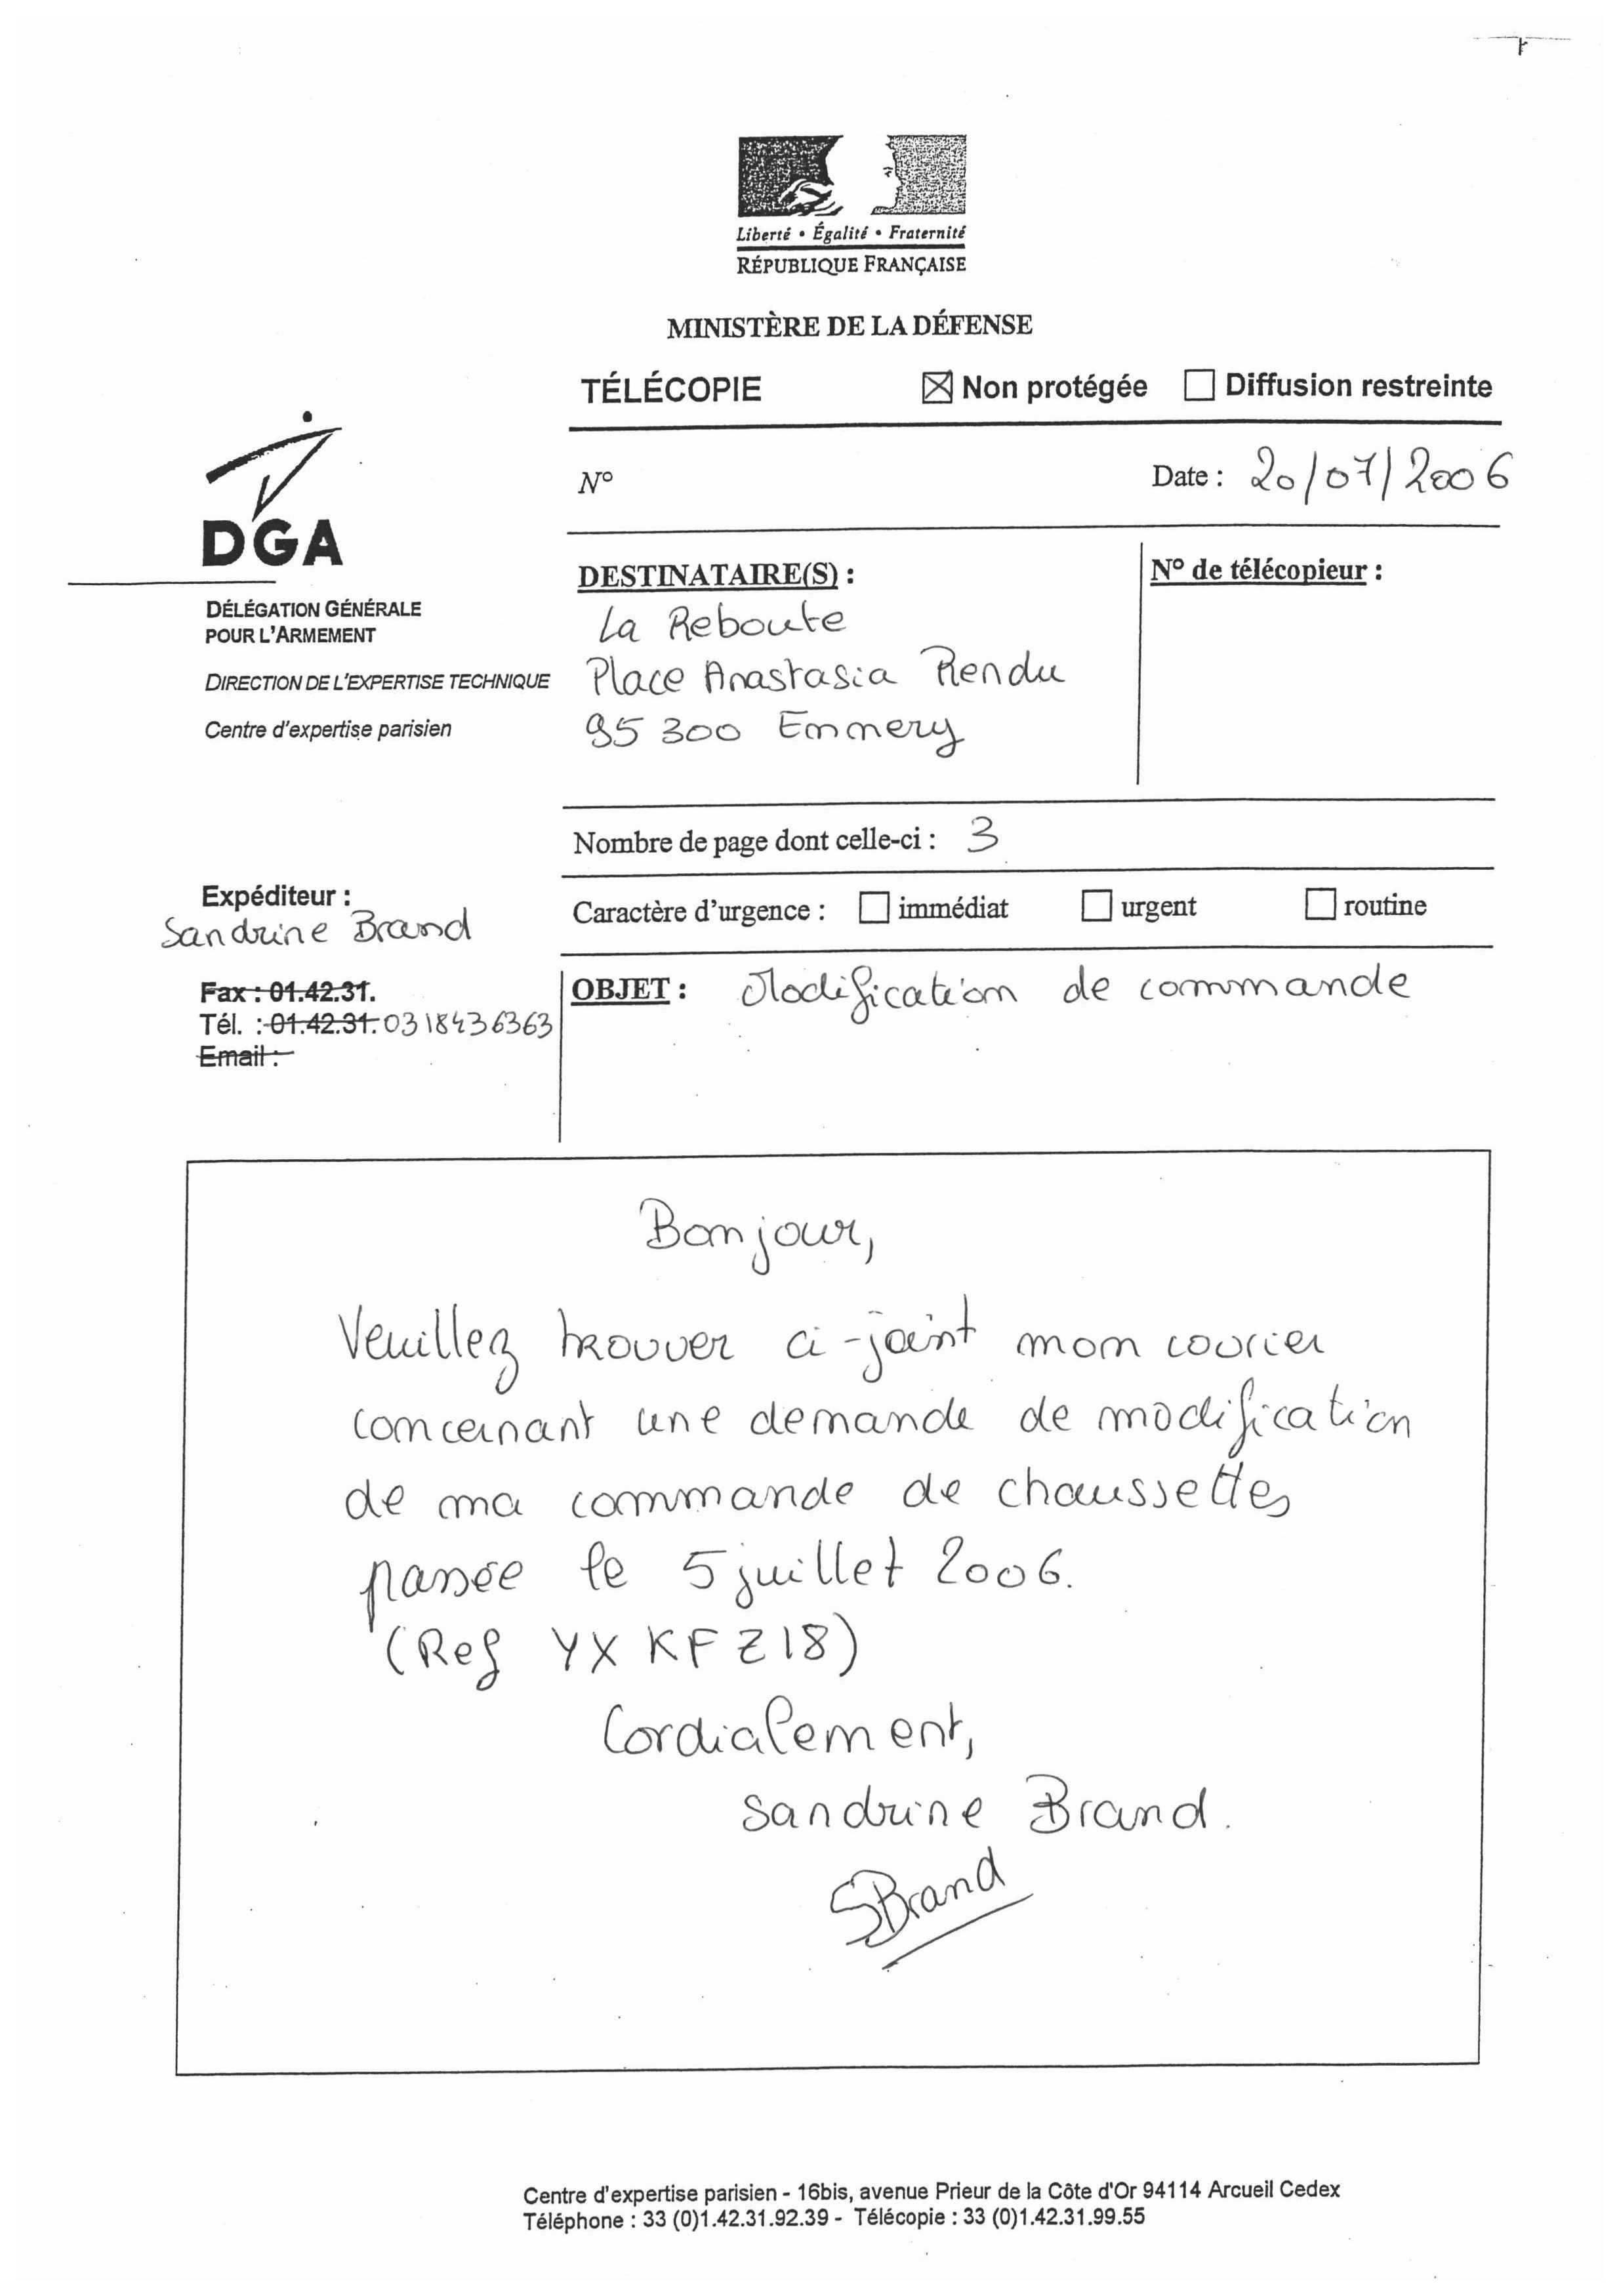 Liberté • Égalité • Fraternité
RÉPUBLIQUE FRANÇAISE
MINISTÈRE DE LA DÉFENSE
TÉLÉCOPIE ☒ Non protégée ☐ Diffusion restreinte
N° Date : 20/07/2006
DGA
DÉLÉGATION GÉNÉRALE
POUR L'ARMEMENT
DIRECTION DE L'EXPERTISE TECHNIQUE
Centre d'expertise parisien
DESTINATAIRE(S) :
La Reboute
Place Anastasia Rendu
95 300 Emmery
N° de télécopieur :
Nombre de page dont celle-ci : 3
Expéditeur :
Sandrine Brand
Caractère d'urgence : ☐ immédiat ☐ urgent ☐ routine
Fax : 01.42.31.
Tél. : 01.42.31. 0318436363
Email :
OBJET : Modification de commande
Bonjour,
Veuillez trouver ci-joint mon courier
concernant une demande de modification
de ma commande de chaussettes
passée le 5 juillet 2006.
(Ref YXKFZ18)
Cordialement,
Sandrine Brand.
SBrand
Centre d'expertise parisien - 16bis, avenue Prieur de la Côte d'Or 94114 Arcueil Cedex
Téléphone : 33 (0)1.42.31.92.39 - Télécopie : 33 (0)1.42.31.99.55